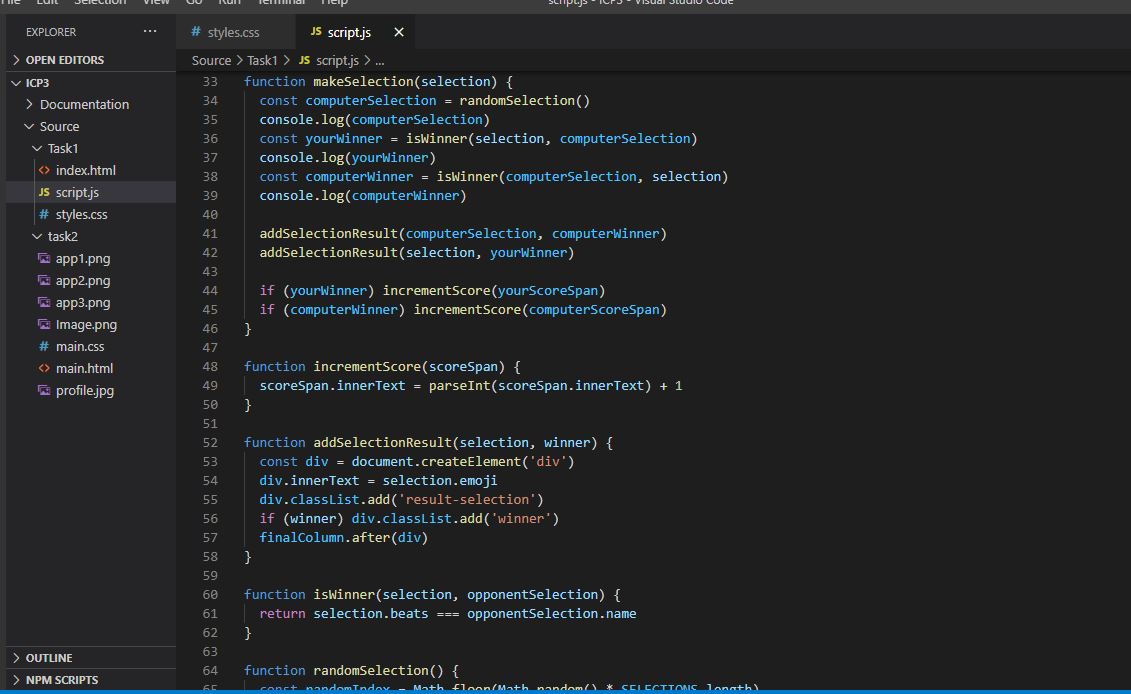 File Edit Selection View Go Run Terminal Help script.js - ICP3 - Visual Studio Code
EXPLORER ...
OPEN EDITORS
ICP3
Documentation
Source
Task1
index.html
script.js
styles.css
task2
app1.png
app2.png
app3.png
Image.png
main.css
main.html
profile.jpg
OUTLINE
NPM SCRIPTS
# styles.css JS script.js ×
Source > Task1 > JS script.js > ...
33 function makeSelection(selection) {
34 const computerSelection = randomSelection()
35 console.log(computerSelection)
36 const yourWinner = isWinner(selection, computerSelection)
37 console.log(yourWinner)
38 const computerWinner = isWinner(computerSelection, selection)
39 console.log(computerWinner)
40
41 addSelectionResult(computerSelection, computerWinner)
42 addSelectionResult(selection, yourWinner)
43
44 if (yourWinner) incrementScore(yourScoreSpan)
45 if (computerWinner) incrementScore(computerScoreSpan)
46 }
47
48 function incrementScore(scoreSpan) {
49 scoreSpan.innerText = parseInt(scoreSpan.innerText) + 1
50 }
51
52 function addSelectionResult(selection, winner) {
53 const div = document.createElement('div')
54 div.innerText = selection.emoji
55 div.classList.add('result-selection')
56 if (winner) div.classList.add('winner')
57 finalColumn.after(div)
58 }
59
60 function isWinner(selection, opponentSelection) {
61 return selection.beats === opponentSelection.name
62 }
63
64 function randomSelection() {
65 const randomIndex = Math.floor(Math.random() * SELECTIONS.length)